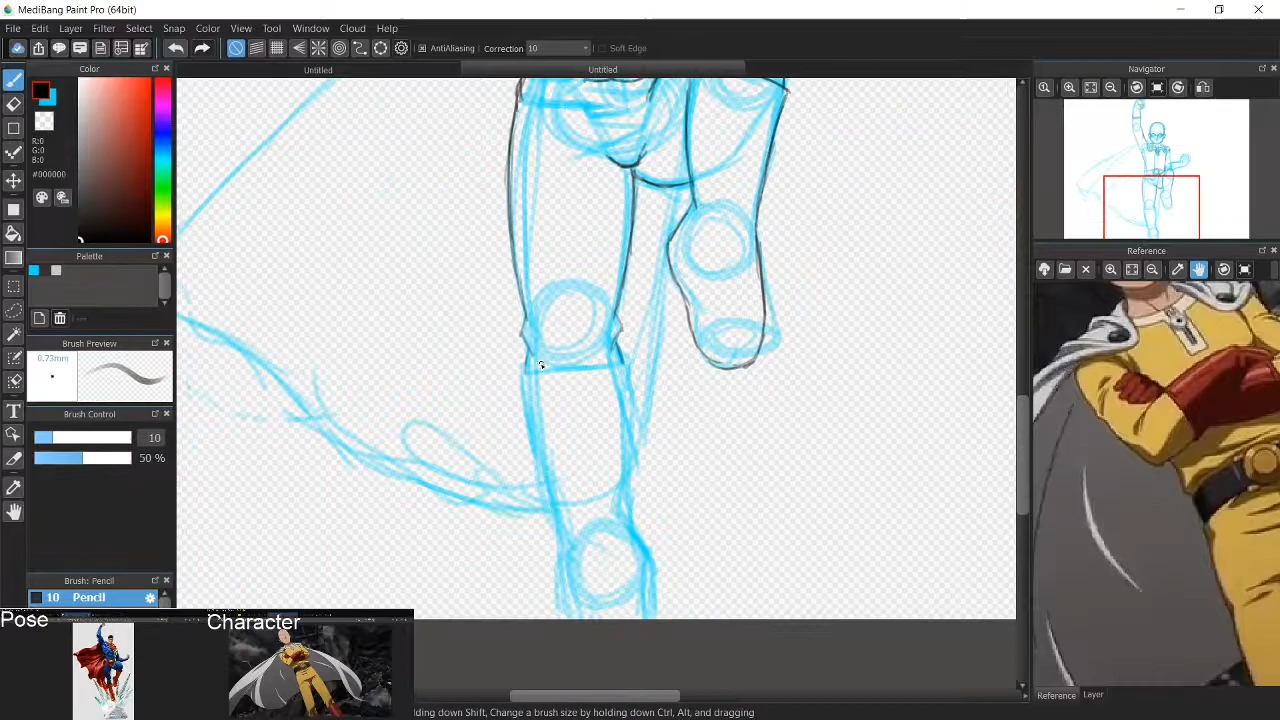 MediBang Paint Pro (64bit)
File Edit Layer Filter Select Snap Color View Tool Window Cloud Help
AntiAliasing Correction 10 Soft Edge
Color
Untitled
Untitled
Navigator
R:0
G:0
B:0
#000000
Palette
Reference
Brush Preview
0.73mm
Brush Control
10
50 %
Brush: Pencil
10 Pencil
Pose
Character
Reference Layer
lding down Shift, Change a brush size by holding down Ctrl, Alt, and dragging